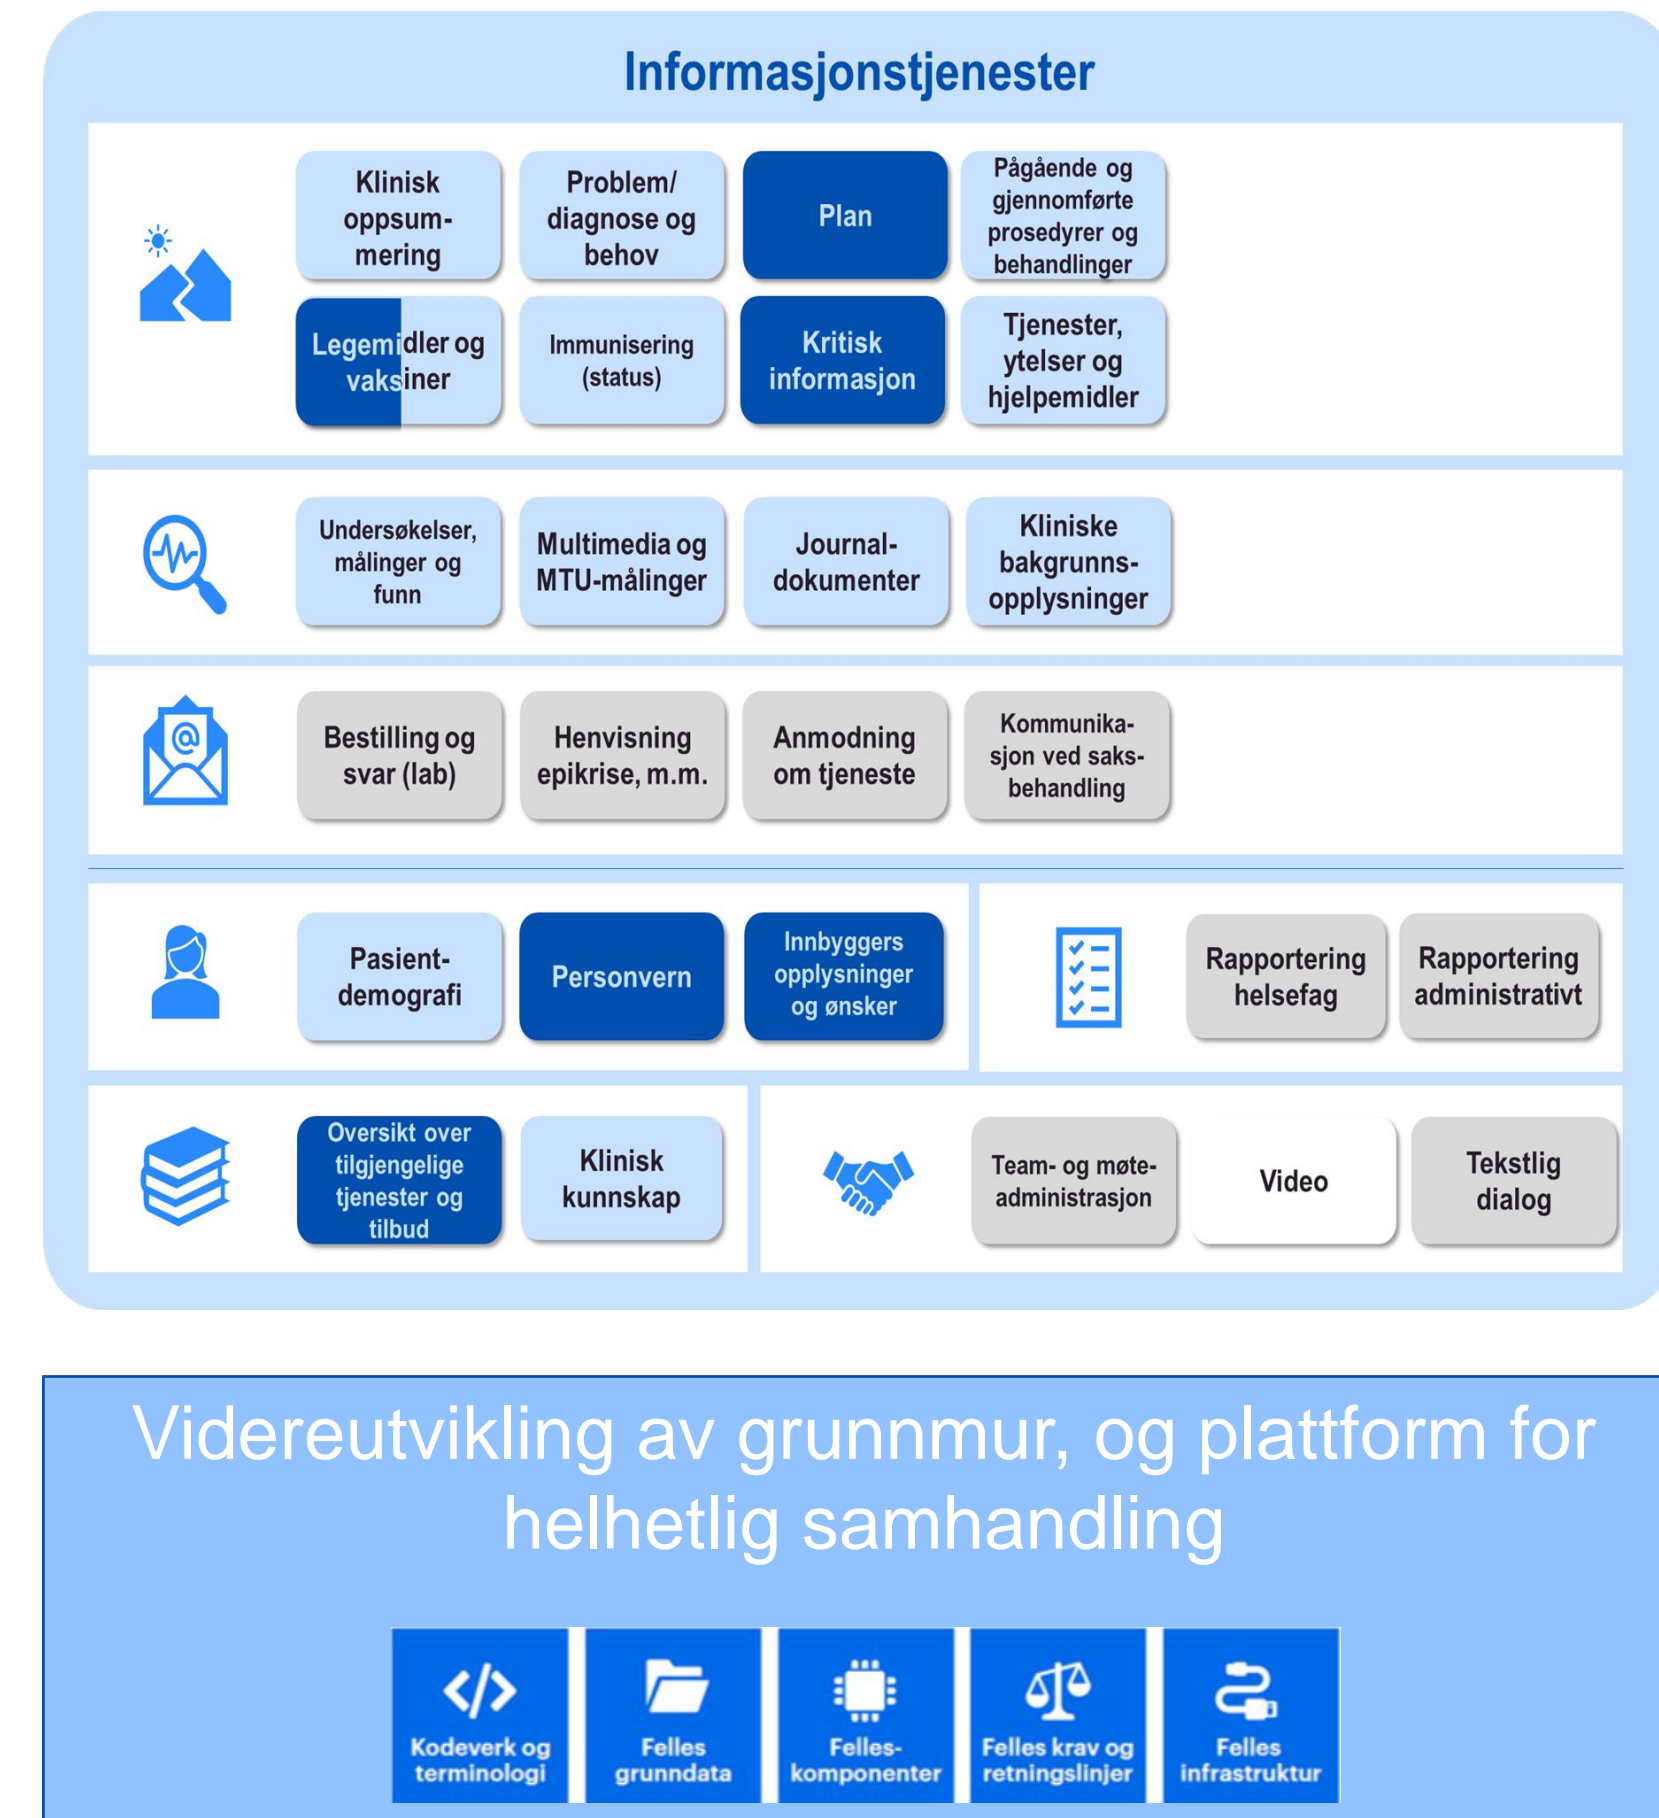 Informasjonstjenester
Klinisk
oppsum-
mering
Problem/
diagnose og
behov
Plan
Pågående og
gjennomførte
prosedyrer og
behandlinger
Legemidler og
vaksiner
Immunisering
(status)
Kritisk
informasjon
Tjenester,
ytelser og
hjelpemidler
Undersøkelser,
målinger og
funn
Multimedia og
MTU-målinger
Journal-
dokumenter
Kliniske
bakgrunns-
opplysninger
@
Bestilling og
svar (lab)
Henvisning
epikrise, m.m.
Anmodning
om tjeneste
Kommunika-
sjon ved saks-
behandling
Pasient-
demografi
Personvern
Innbyggers
opplysninger
og ønsker
Rapportering
helsefag
Rapportering
administrativt
Oversikt over
tilgjengelige
tjenester og
tilbud
Klinisk
kunnskap
Team- og møte-
administrasjon
Video
Tekstlig
dialog
Videreutvikling av grunnmur, og plattform for
helhetlig samhandling
</>
Kodeverk og
terminologi
Felles
grunndata
Felles-
komponenter
Felles krav og
retningslinjer
Felles
infrastruktur